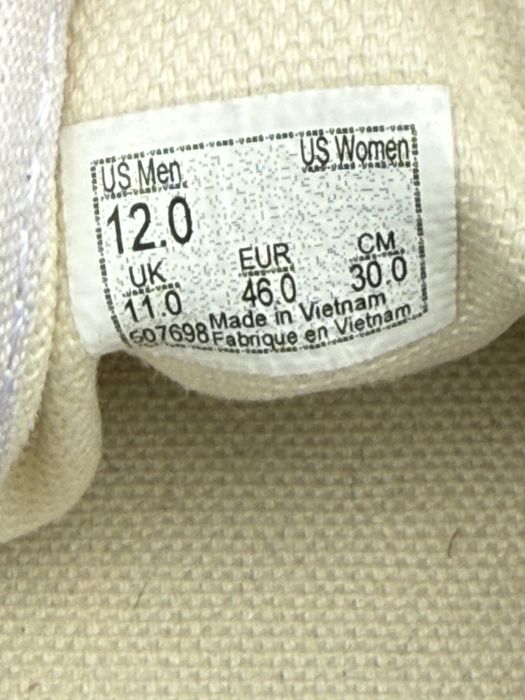 US Men US Women
12.0
UK EUR CM
11.0 46.0 30.0
Made in Vietnam
507698 Fabrique en Vietnam